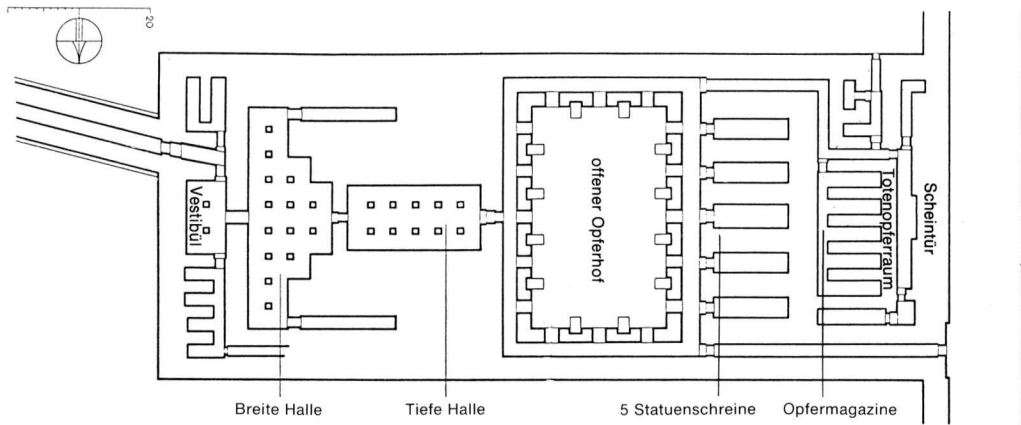 20
Vestibül
offener Opferhof
Totenopferraum
Scheintür
Breite Halle
Tiefe Halle
5 Statuenschreine
Opfermagazine